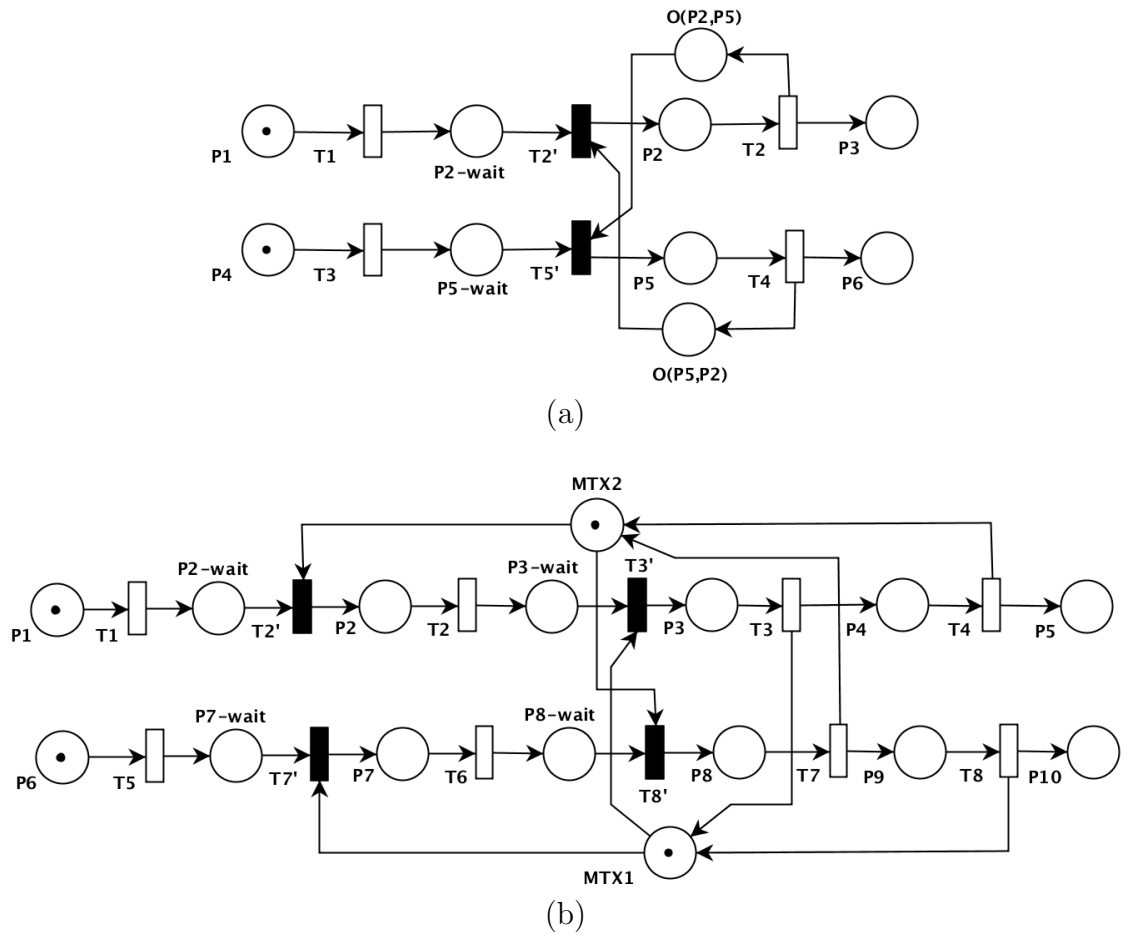 O(P2,P5)
P1 T1 P2-wait T2' P2 T2 P3
P4 T3 P5-wait T5' P5 T4 P6
O(P5,P2)
(a)
MTX2
P2-wait P3-wait T3'
P1 T1 T2' P2 T2 P3 T3 P4 T4 P5
P7-wait P8-wait
P6 T5 T7' P7 T6 T8' P8 T7 P9 T8 P10
MTX1
(b)